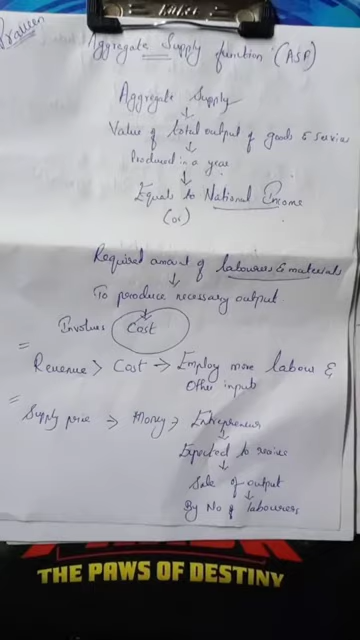 Praveen
Aggregate Supply function (ASF)
Aggregate Supply
↓
Value of total output of goods & services
↓
Produced in a year
↓
Equals to National Income
(or)
Required amount of labourers & materials
↓
To produce necessary output
↓
Involves Cost
=
Revenue > Cost → Employ more labour &
Other inputs
=
Supply price → Money → Entrepreneur
↓
Expected to receive
↓
Sale of output
↓
By No of labourers
THE PAWS OF DESTINY